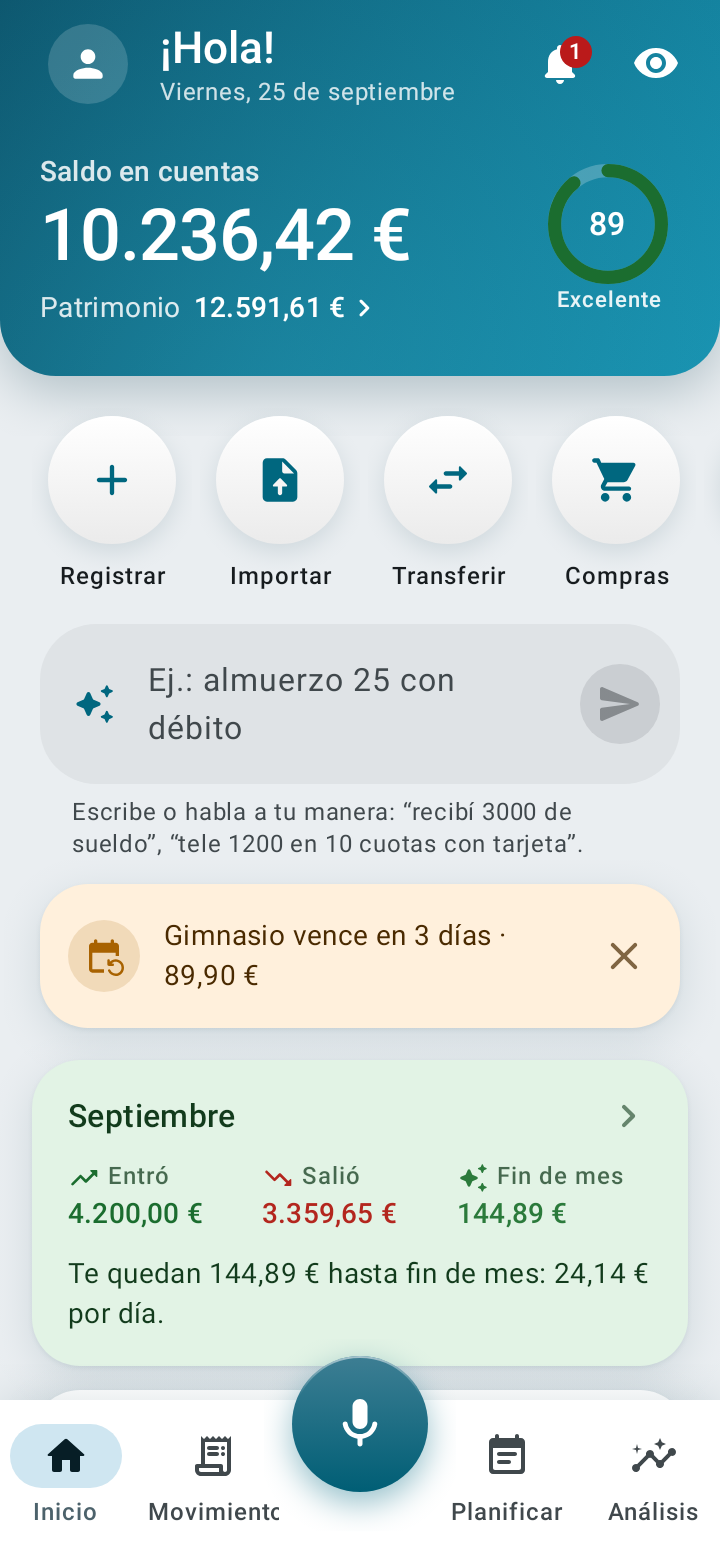 ¡Hola!
Viernes, 25 de septiembre
1
Saldo en cuentas
10.236,42 €
Patrimonio 12.591,61 €
89
Excelente
Registrar
Importar
Transferir
Compras
Ej.: almuerzo 25 con
débito
Escribe o habla a tu manera: “recibí 3000 de
sueldo”, “tele 1200 en 10 cuotas con tarjeta”.
Gimnasio vence en 3 días ·
89,90 €
Septiembre
Entró
4.200,00 €
Salió
3.359,65 €
Fin de mes
144,89 €
Te quedan 144,89 € hasta fin de mes: 24,14 €
por día.
Inicio
Movimiento
Planificar
Análisis